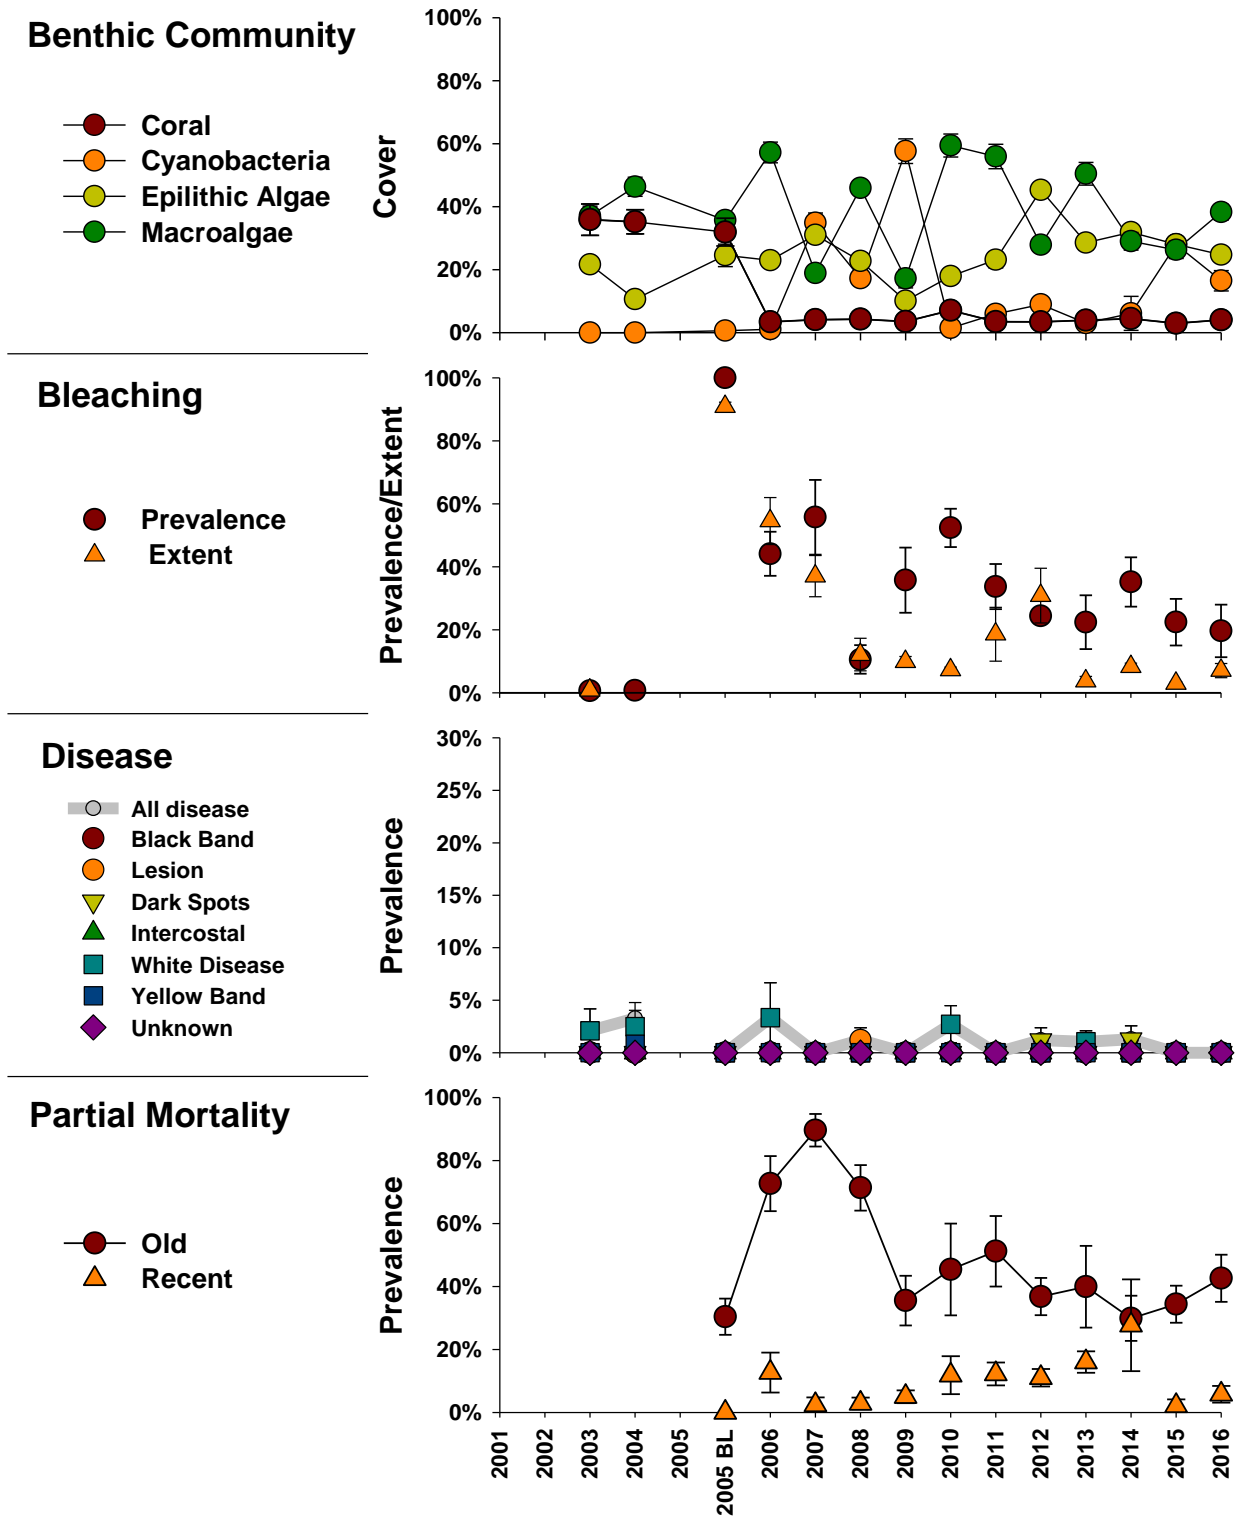 Benthic Community
Coral
Cyanobacteria
Epilithic Algae
Macroalgae
Cover
100%
80%
60%
40%
20%
0%
Bleaching
Prevalence
Extent
Prevalence/Extent
100%
80%
60%
40%
20%
0%
Disease
All disease
Black Band
Lesion
Dark Spots
Intercostal
White Disease
Yellow Band
Unknown
Prevalence
30%
25%
20%
15%
10%
5%
0%
Partial Mortality
Old
Recent
Prevalence
100%
80%
60%
40%
20%
0%
2001
2002
2003
2004
2005
2005 BL
2006
2007
2008
2009
2010
2011
2012
2013
2014
2015
2016